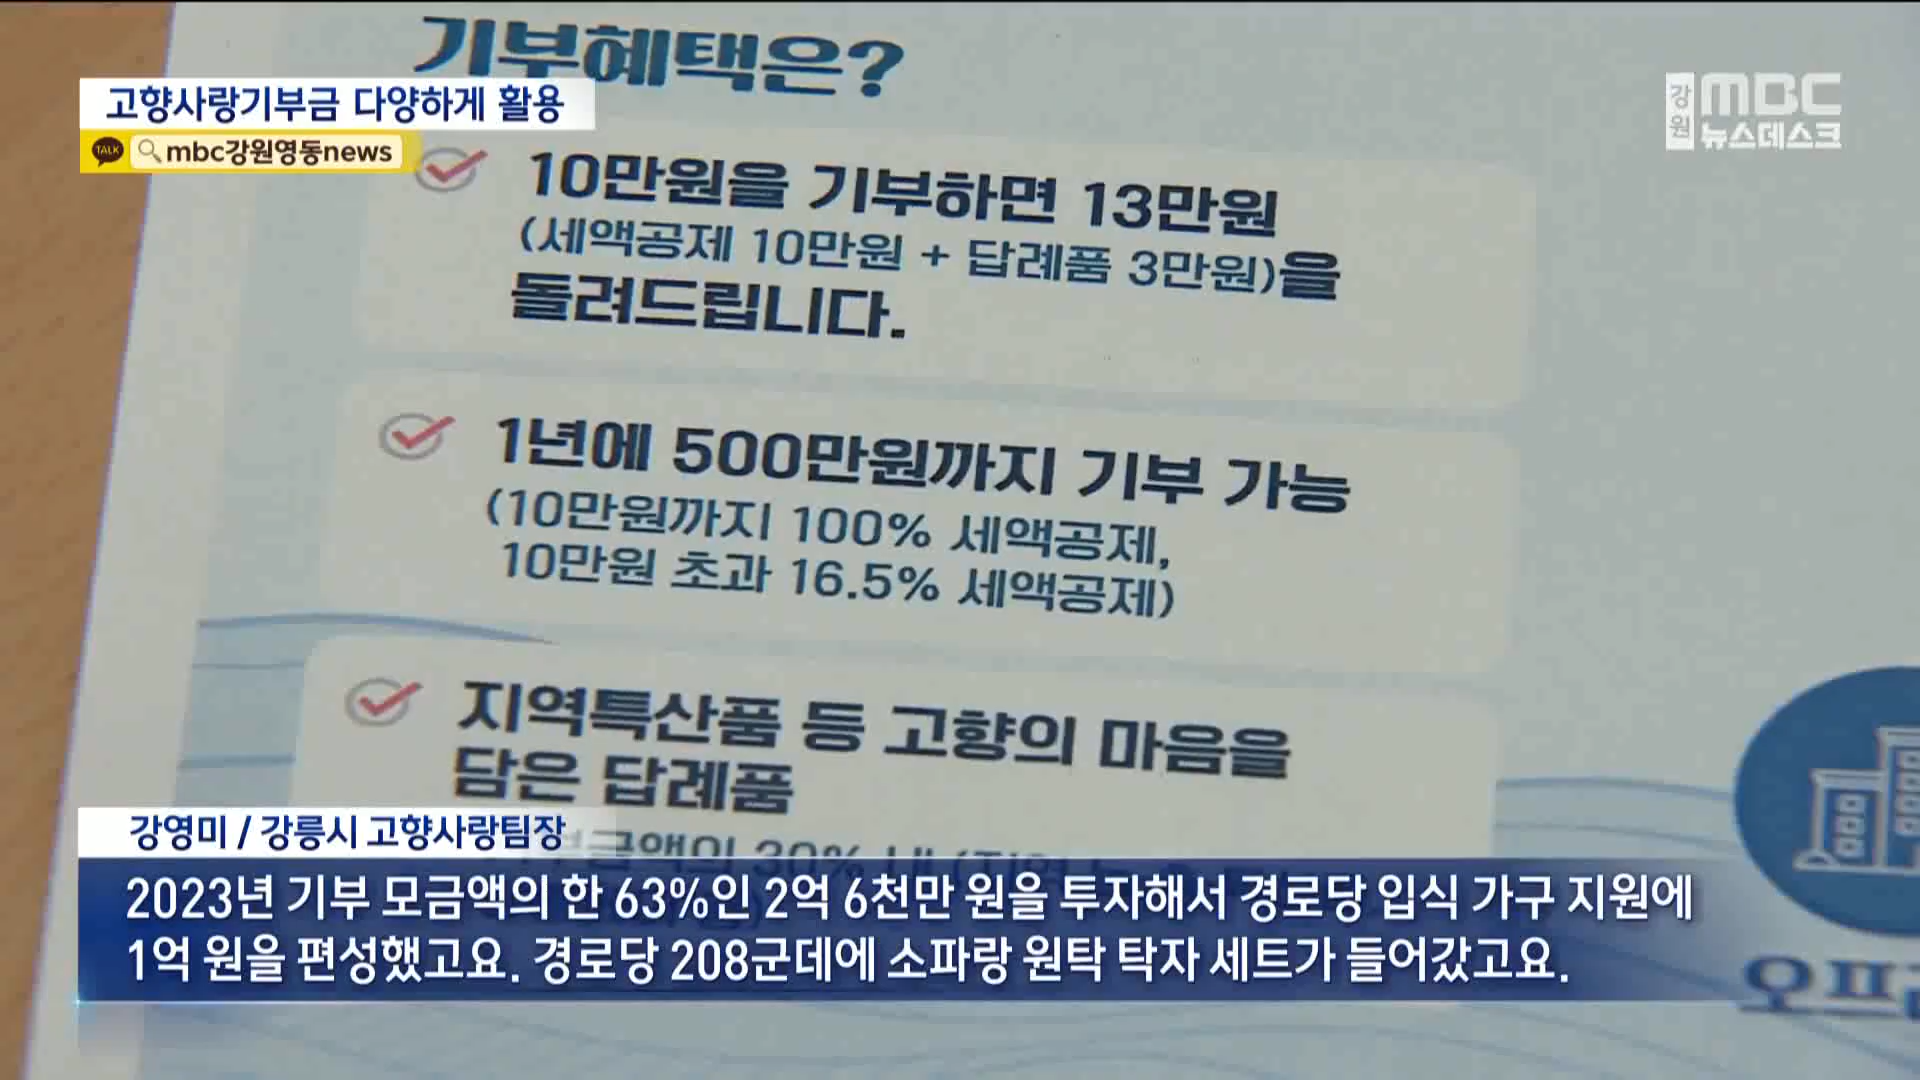 기부혜택은?
고향사랑기부금 다양하게 활용
TALK mbc강원영동news
강원 MBC
뉴스데스크
10만원을 기부하면 13만원
(세액공제 10만원 + 답례품 3만원)을
돌려드립니다.
1년에 500만원까지 기부 가능
(10만원까지 100% 세액공제,
10만원 초과 16.5% 세액공제)
지역특산품 등 고향의 마음을
담은 답례품
강영미 / 강릉시 고향사랑팀장
2023년 기부 모금액의 한 63%인 2억 6천만 원을 투자해서 경로당 입식 가구 지원에
1억 원을 편성했고요. 경로당 208군데에 소파랑 원탁 탁자 세트가 들어갔고요.